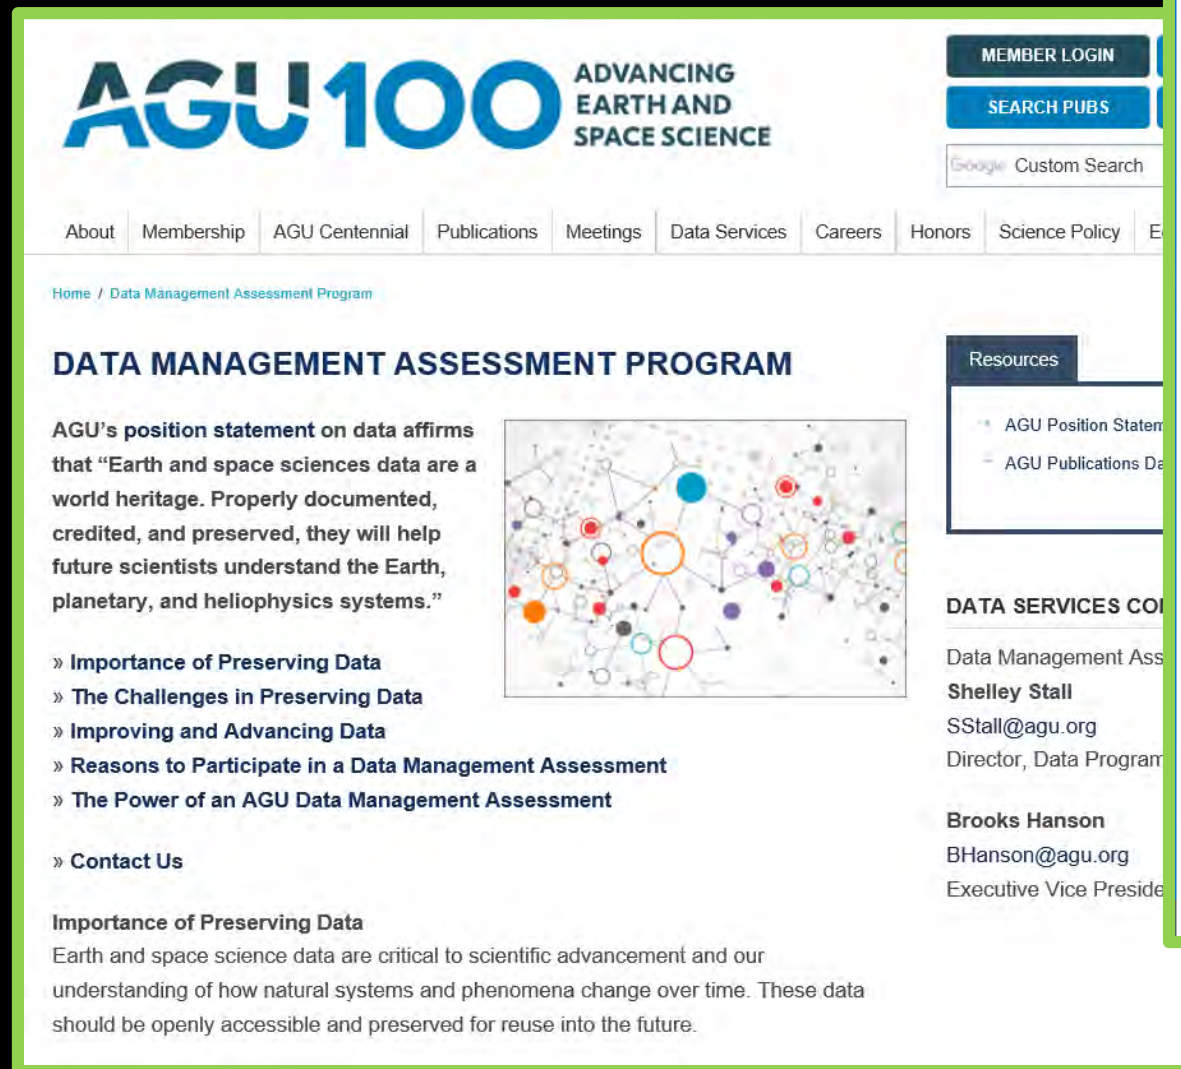 AGU100
ADVANCING
EARTH AND
SPACE SCIENCE
MEMBER LOGIN
SEARCH PUBS
Google Custom Search
About Membership AGU Centennial Publications Meetings Data Services Careers Honors Science Policy
Home / Data Management Assessment Program
DATA MANAGEMENT ASSESSMENT PROGRAM
AGU's position statement on data affirms
that “Earth and space sciences data are a
world heritage. Properly documented,
credited, and preserved, they will help
future scientists understand the Earth,
planetary, and heliophysics systems.”
» Importance of Preserving Data
» The Challenges in Preserving Data
» Improving and Advancing Data
» Reasons to Participate in a Data Management Assessment
» The Power of an AGU Data Management Assessment
» Contact Us
Importance of Preserving Data
Earth and space science data are critical to scientific advancement and our
understanding of how natural systems and phenomena change over time. These data
should be openly accessible and preserved for reuse into the future.
Resources
AGU Position Statem
AGU Publications Da
DATA SERVICES CO
Data Management Ass
Shelley Stall
SStall@agu.org
Director, Data Program
Brooks Hanson
BHanson@agu.org
Executive Vice Preside